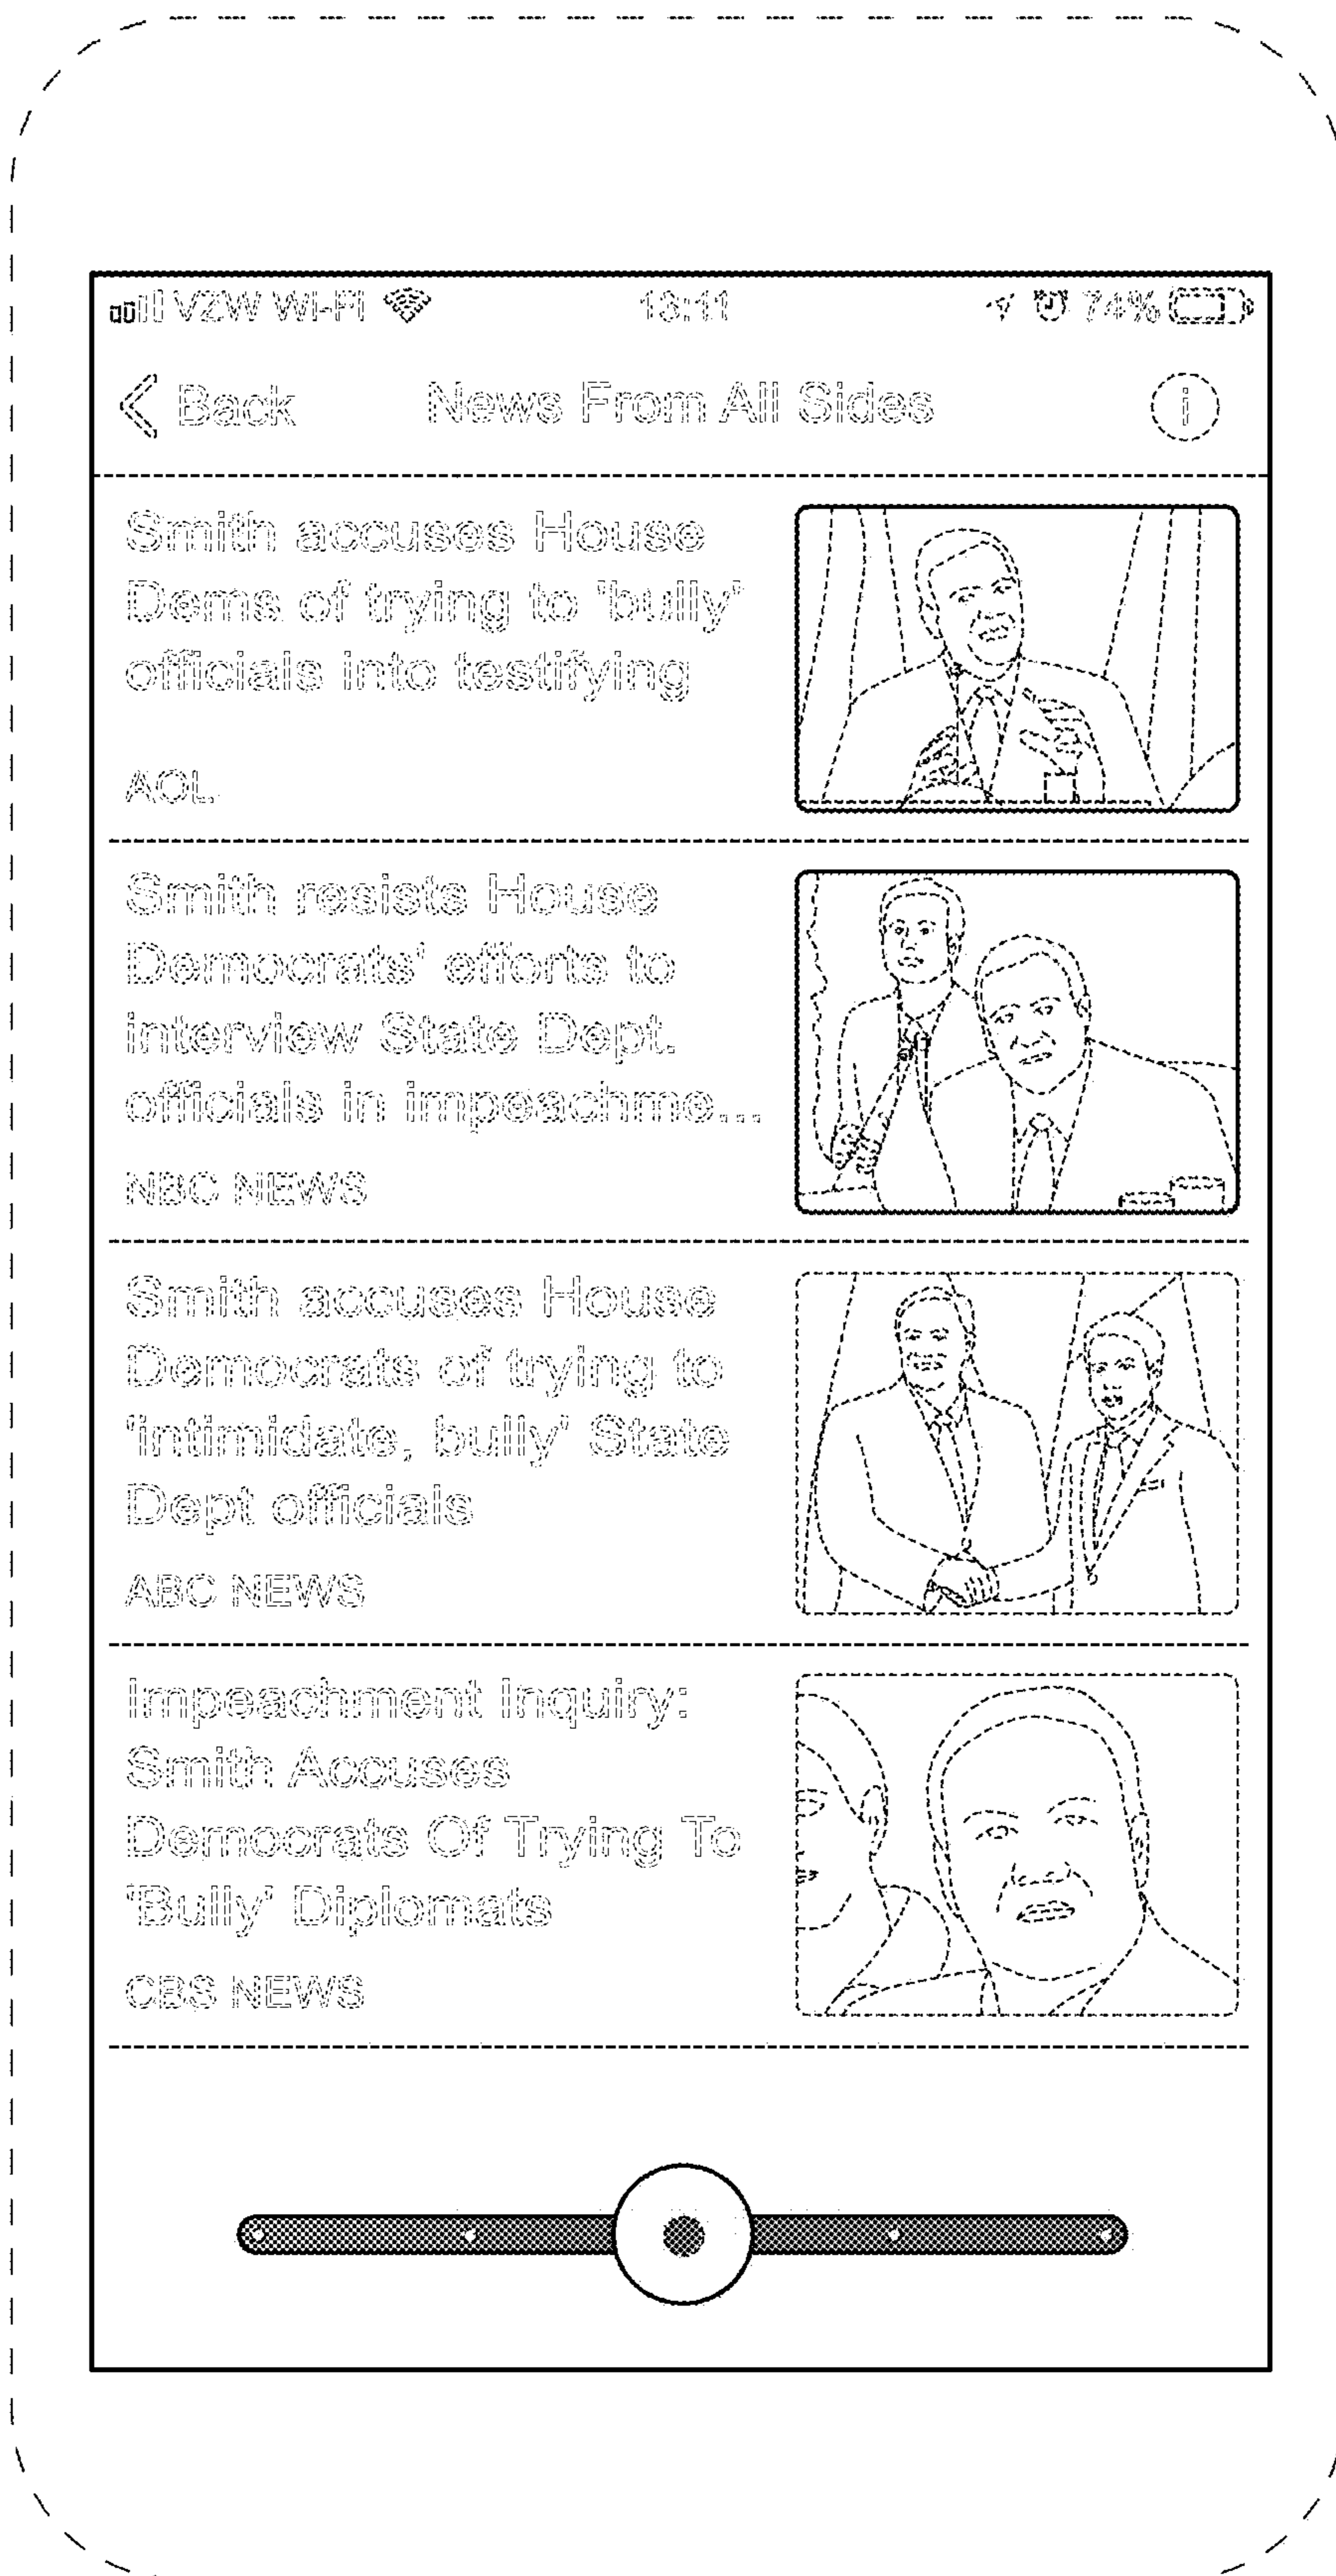 VZW Wi-Fi 13:11 74%
Back News From All Sides i
Smith accuses House
Dems of trying to 'bully'
officials into testifying
AOL.
Smith resists House
Democrats' efforts to
interview State Dept.
officials in impeachme...
NBC NEWS
Smith accuses House
Democrats of trying to
'intimidate, bully' State
Dept officials
ABC NEWS
Impeachment Inquiry:
Smith Accuses
Democrats Of Trying To
'Bully' Diplomats
CBS NEWS